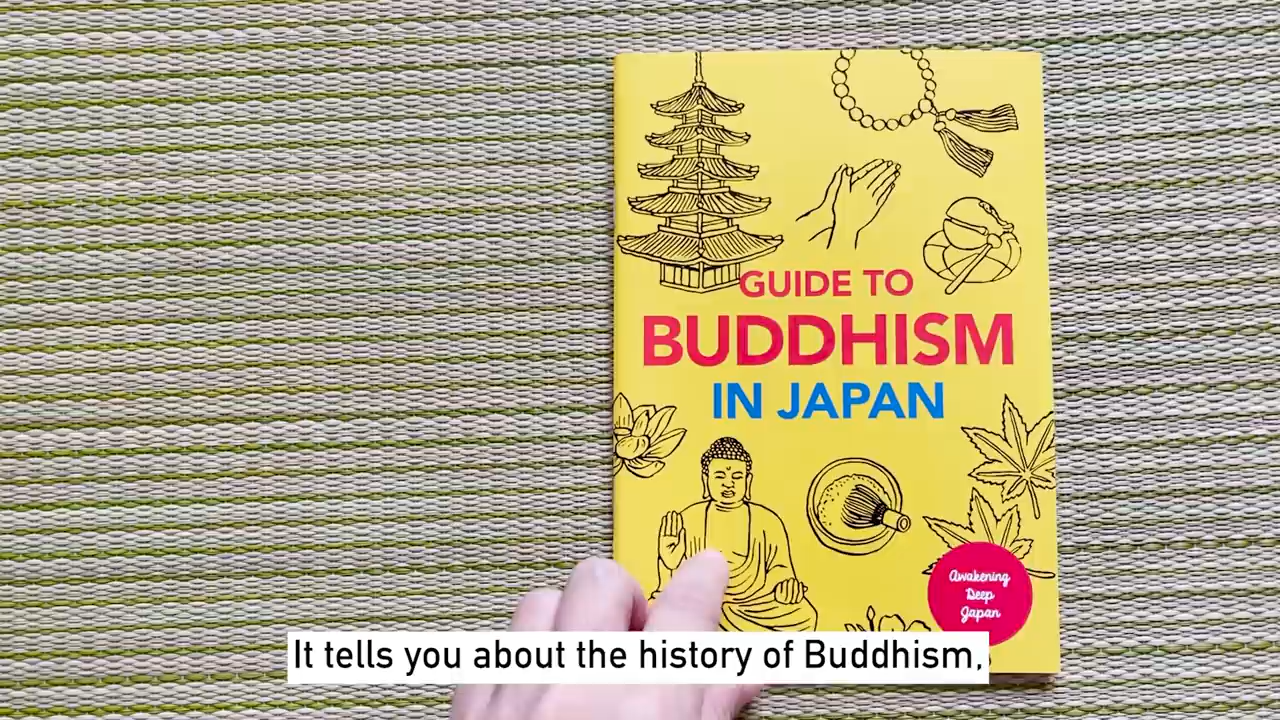 GUIDE TO
BUDDHISM
IN JAPAN
Awakening
Deep
Japan
It tells you about the history of Buddhism,